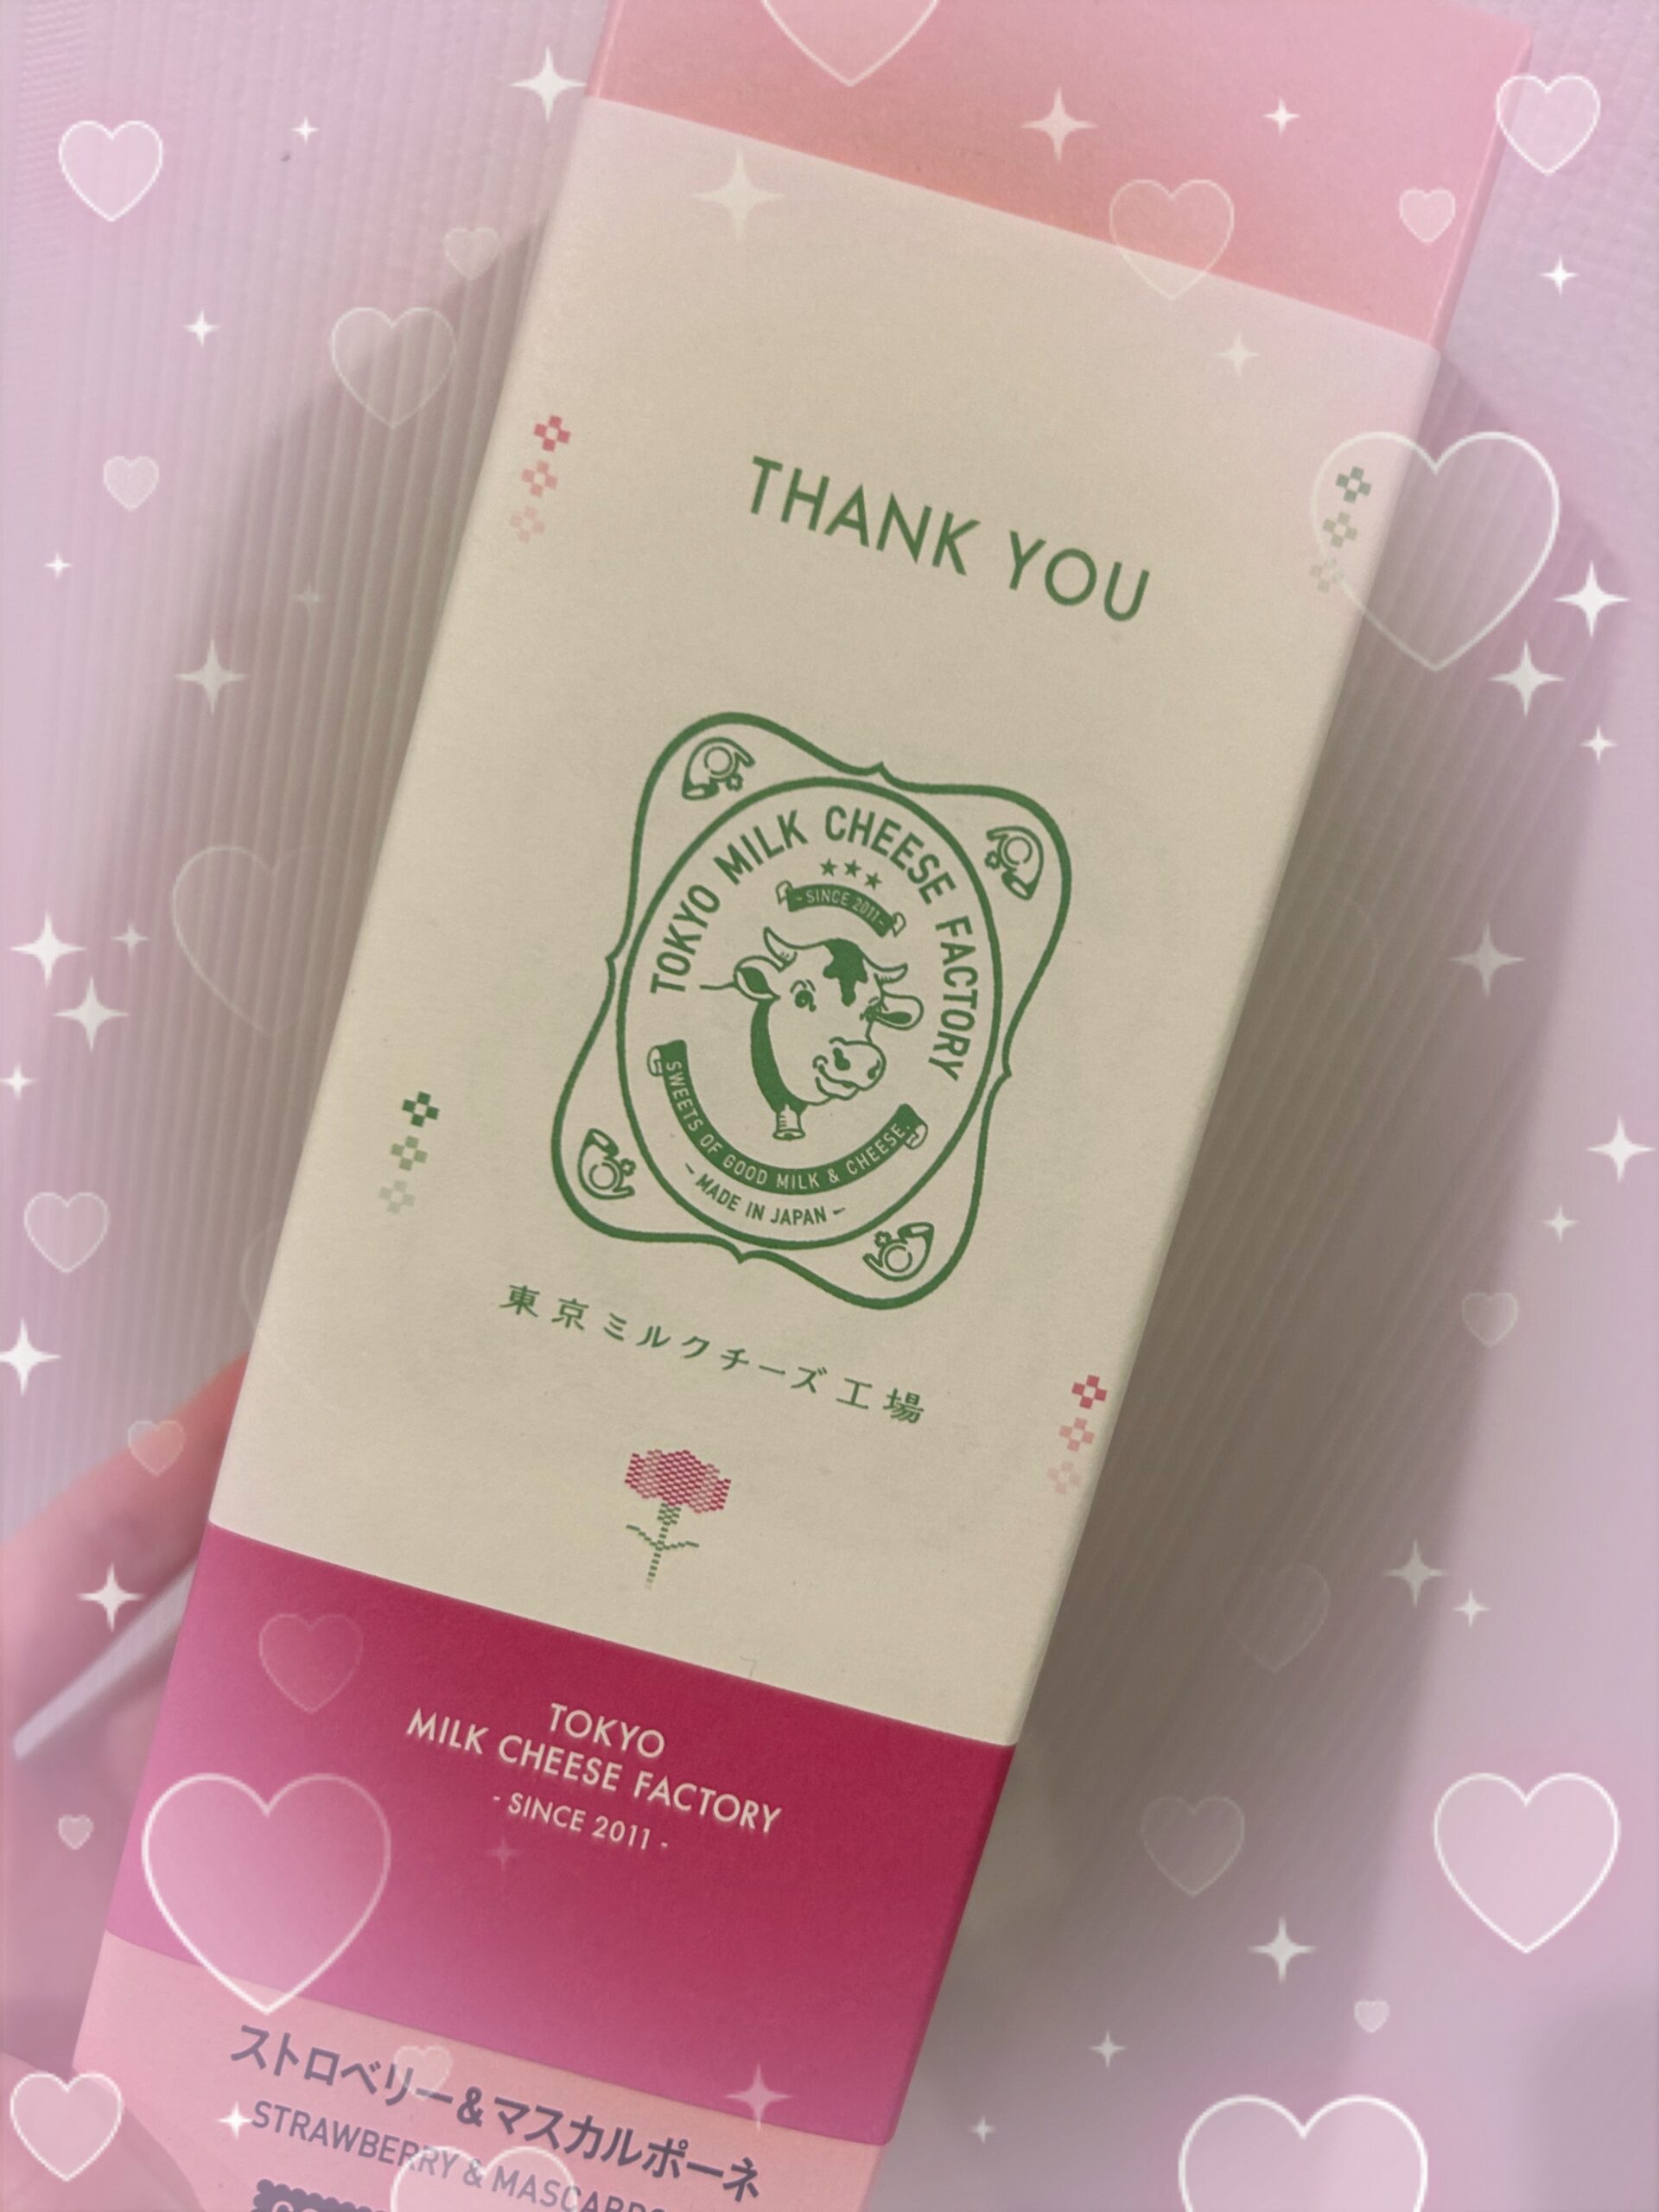 THANK YOU
TOKYO MILK CHEESE FACTORY
- SINCE 2011 -
SWEETS OF GOOD MILK & CHEESE.
- MADE IN JAPAN -
東京ミルクチーズ工場
TOKYO
MILK CHEESE FACTORY
- SINCE 2011 -
ストロベリー&マスカルポーネ
STRAWBERRY &